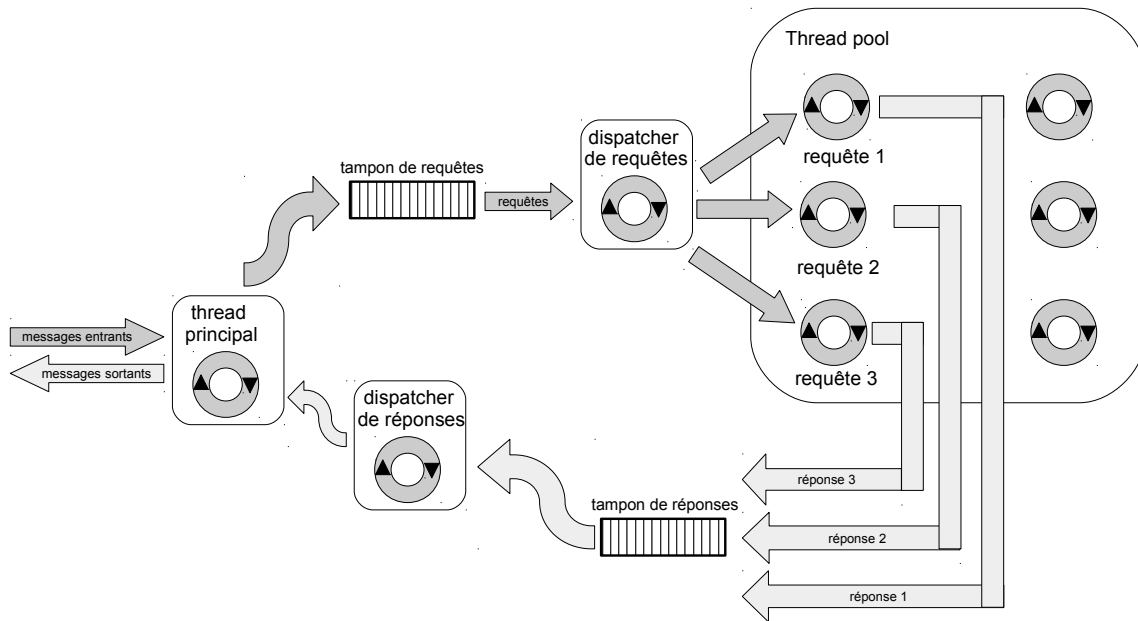 Thread pool
dispatcher
de requêtes
requête 1
tampon de requêtes
requêtes
requête 2
thread
principal
messages entrants
messages sortants
requête 3
dispatcher
de réponses
réponse 3
tampon de réponses
réponse 2
réponse 1